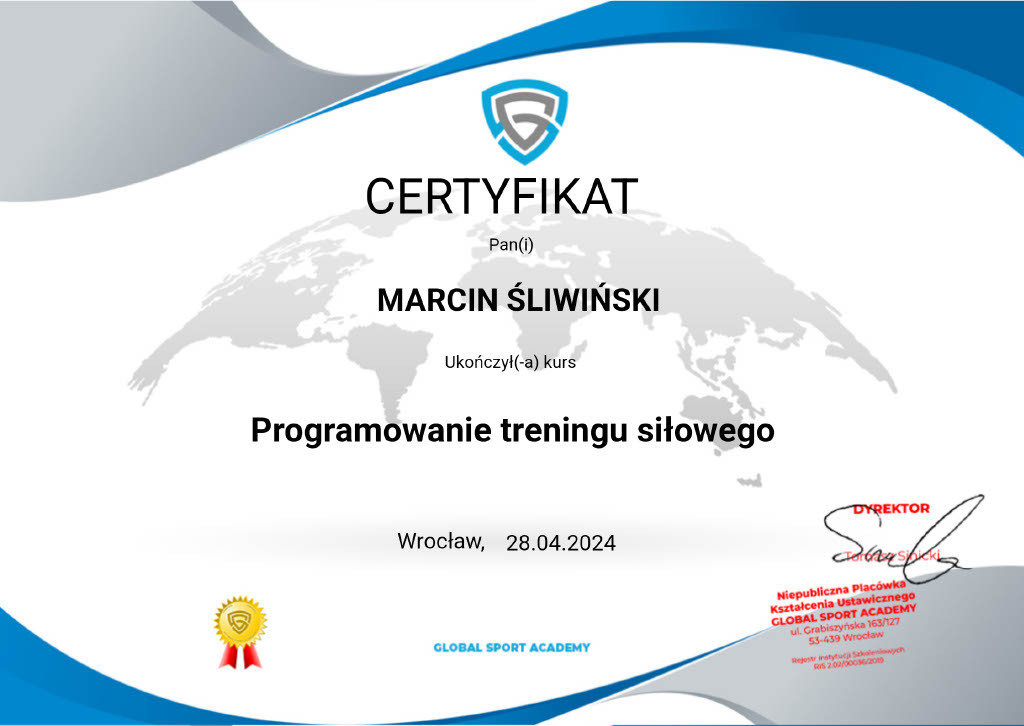 CERTYFIKAT
Pan(i)
MARCIN ŚLIWIŃSKI
Ukończył(-a) kurs
Programowanie treningu siłowego
Wrocław, 28.04.2024
DYREKTOR
Tomasz Sinicki
Niepubliczna Placówka
Kształcenia Ustawicznego
GLOBAL SPORT ACADEMY
ul. Grabiszyńska 163/127
53-439 Wrocław
Rejestr Instytucji Szkoleniowych
RIS 2.02/00036/2019
GLOBAL SPORT ACADEMY